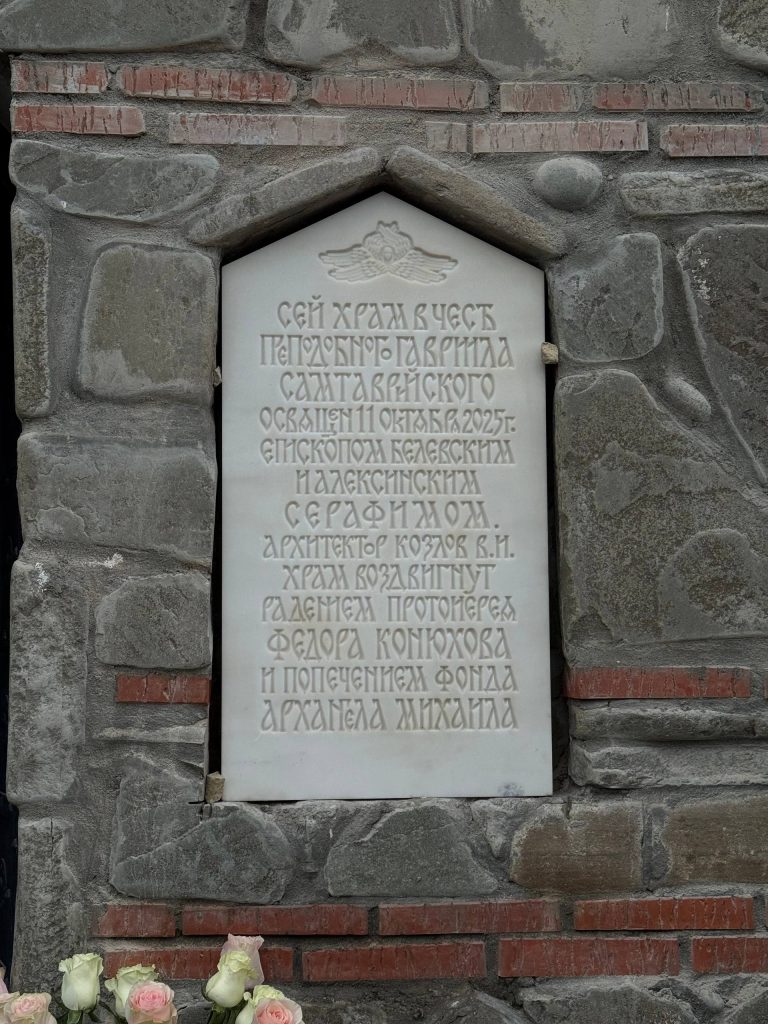 СЕЙ ХРАМ В ЧЕСТЬ
ПРЕПОДОБНОГО ГАВРИИЛА
САМТАВРИЙСКОГО
ОСВЯЩЕН 11 ОКТЯБРЯ 2025 г.
ЕПИСКОПОМ БЕЛЕВСКИМ
И АЛЕКСИНСКИМ
СЕРАФИМОМ.
АРХИТЕКТОР КОЗЛОВ В.И.
ХРАМ ВОЗДВИГНУТ
РАДЕНИЕМ ПРОТОИЕРЕЯ
ФЕДОРА КОНЮХОВА
И ПОПЕЧЕНИЕМ ФОНДА
АРХАНГЕЛА МИХАИЛА